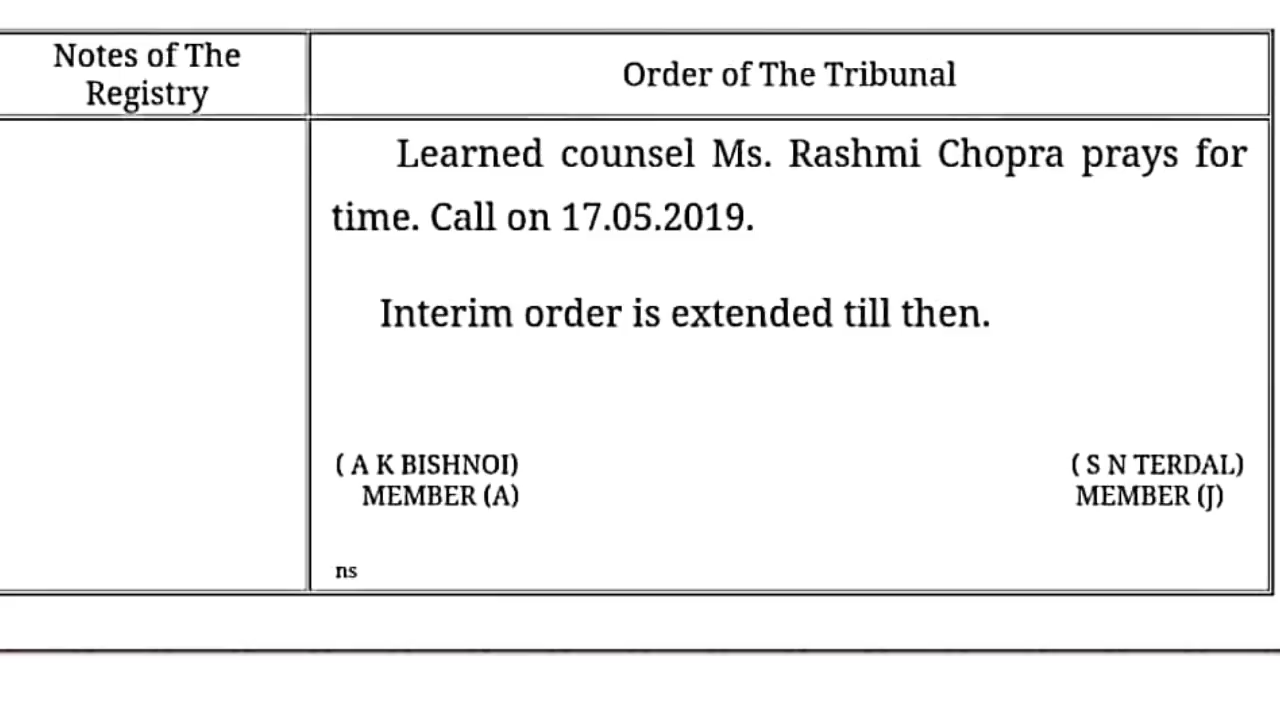 Notes of The
Registry
Order of The Tribunal
Learned counsel Ms. Rashmi Chopra prays for
time. Call on 17.05.2019.
Interim order is extended till then.
( A K BISHNOI)
MEMBER (A)
( S N TERDAL)
MEMBER (J)
ns